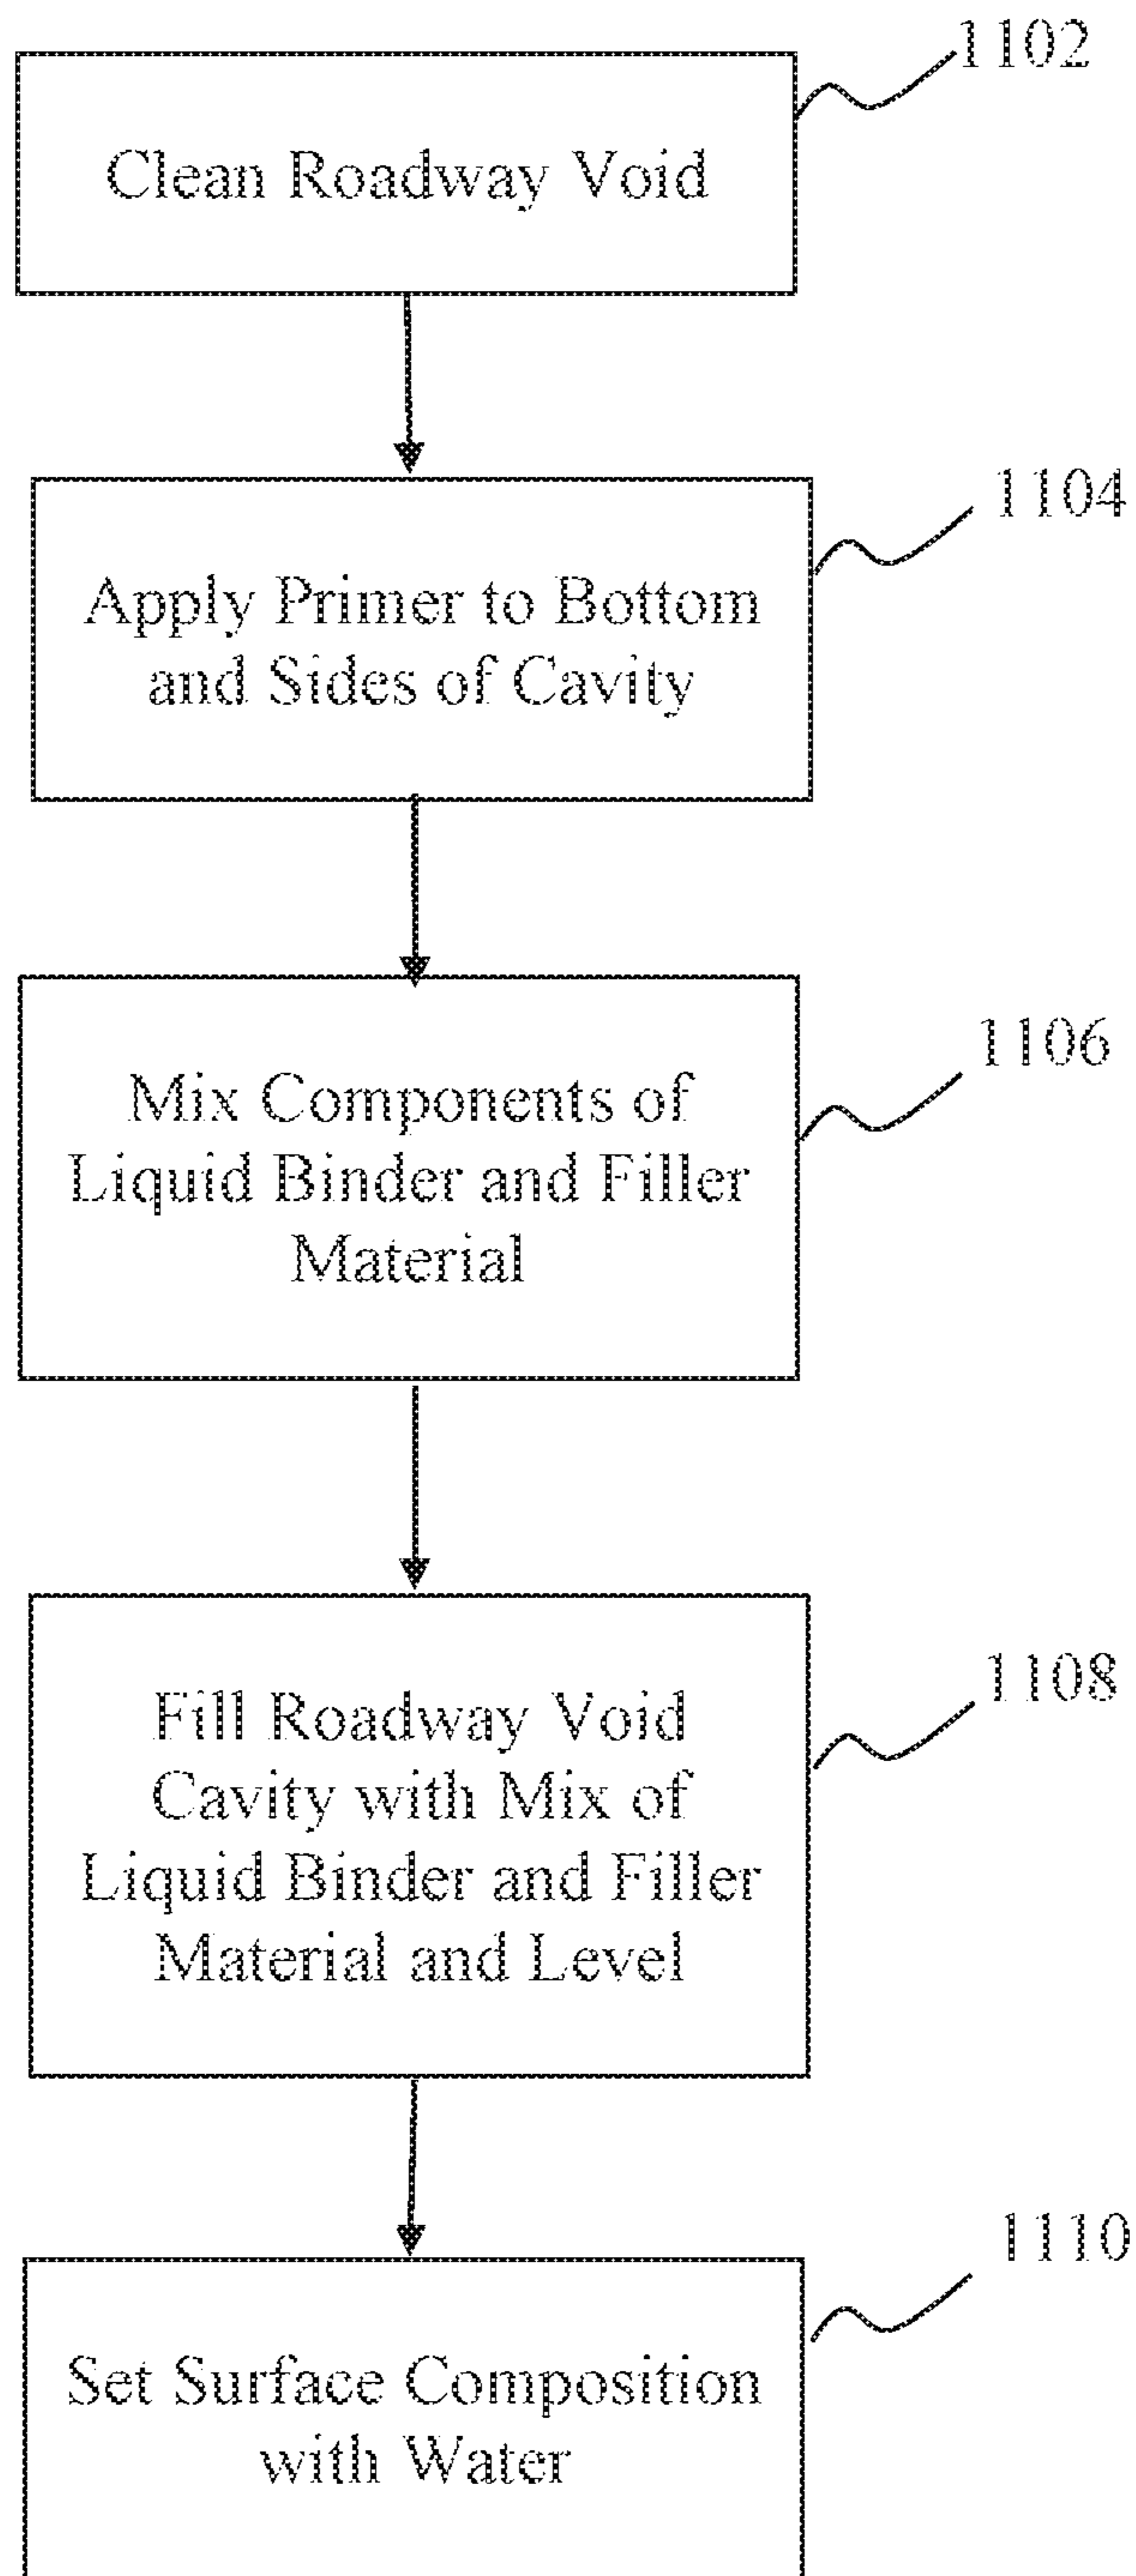 1102
Clean Roadway Void
1104
Apply Primer to Bottom
and Sides of Cavity
1106
Mix Components of
Liquid Binder and Filler
Material
1108
Fill Roadway Void
Cavity with Mix of
Liquid Binder and Filler
Material and Level
1110
Set Surface Composition
with Water